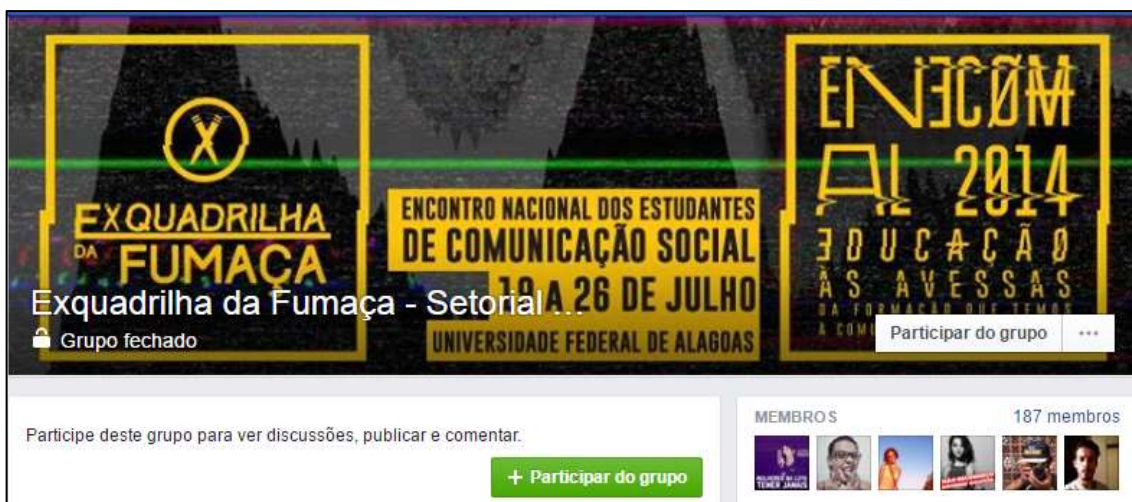 EXQUADRILHA
DA FUMAÇA
Exquadrilha da Fumaça - Setorial ...
Grupo fechado
ENCONTRO NACIONAL DOS ESTUDANTES
DE COMUNICAÇÃO SOCIAL
19 A 26 DE JULHO
UNIVERSIDADE FEDERAL DE ALAGOAS
ENECOM
AL 2014
EDUCAÇÃO
ÀS AVESSAS
DA FORMAÇÃO QUE TEMOS
Participar do grupo
Participe deste grupo para ver discussões, publicar e comentar.
+ Participar do grupo
MEMBROS 187 membros
TEMER JAMAIS